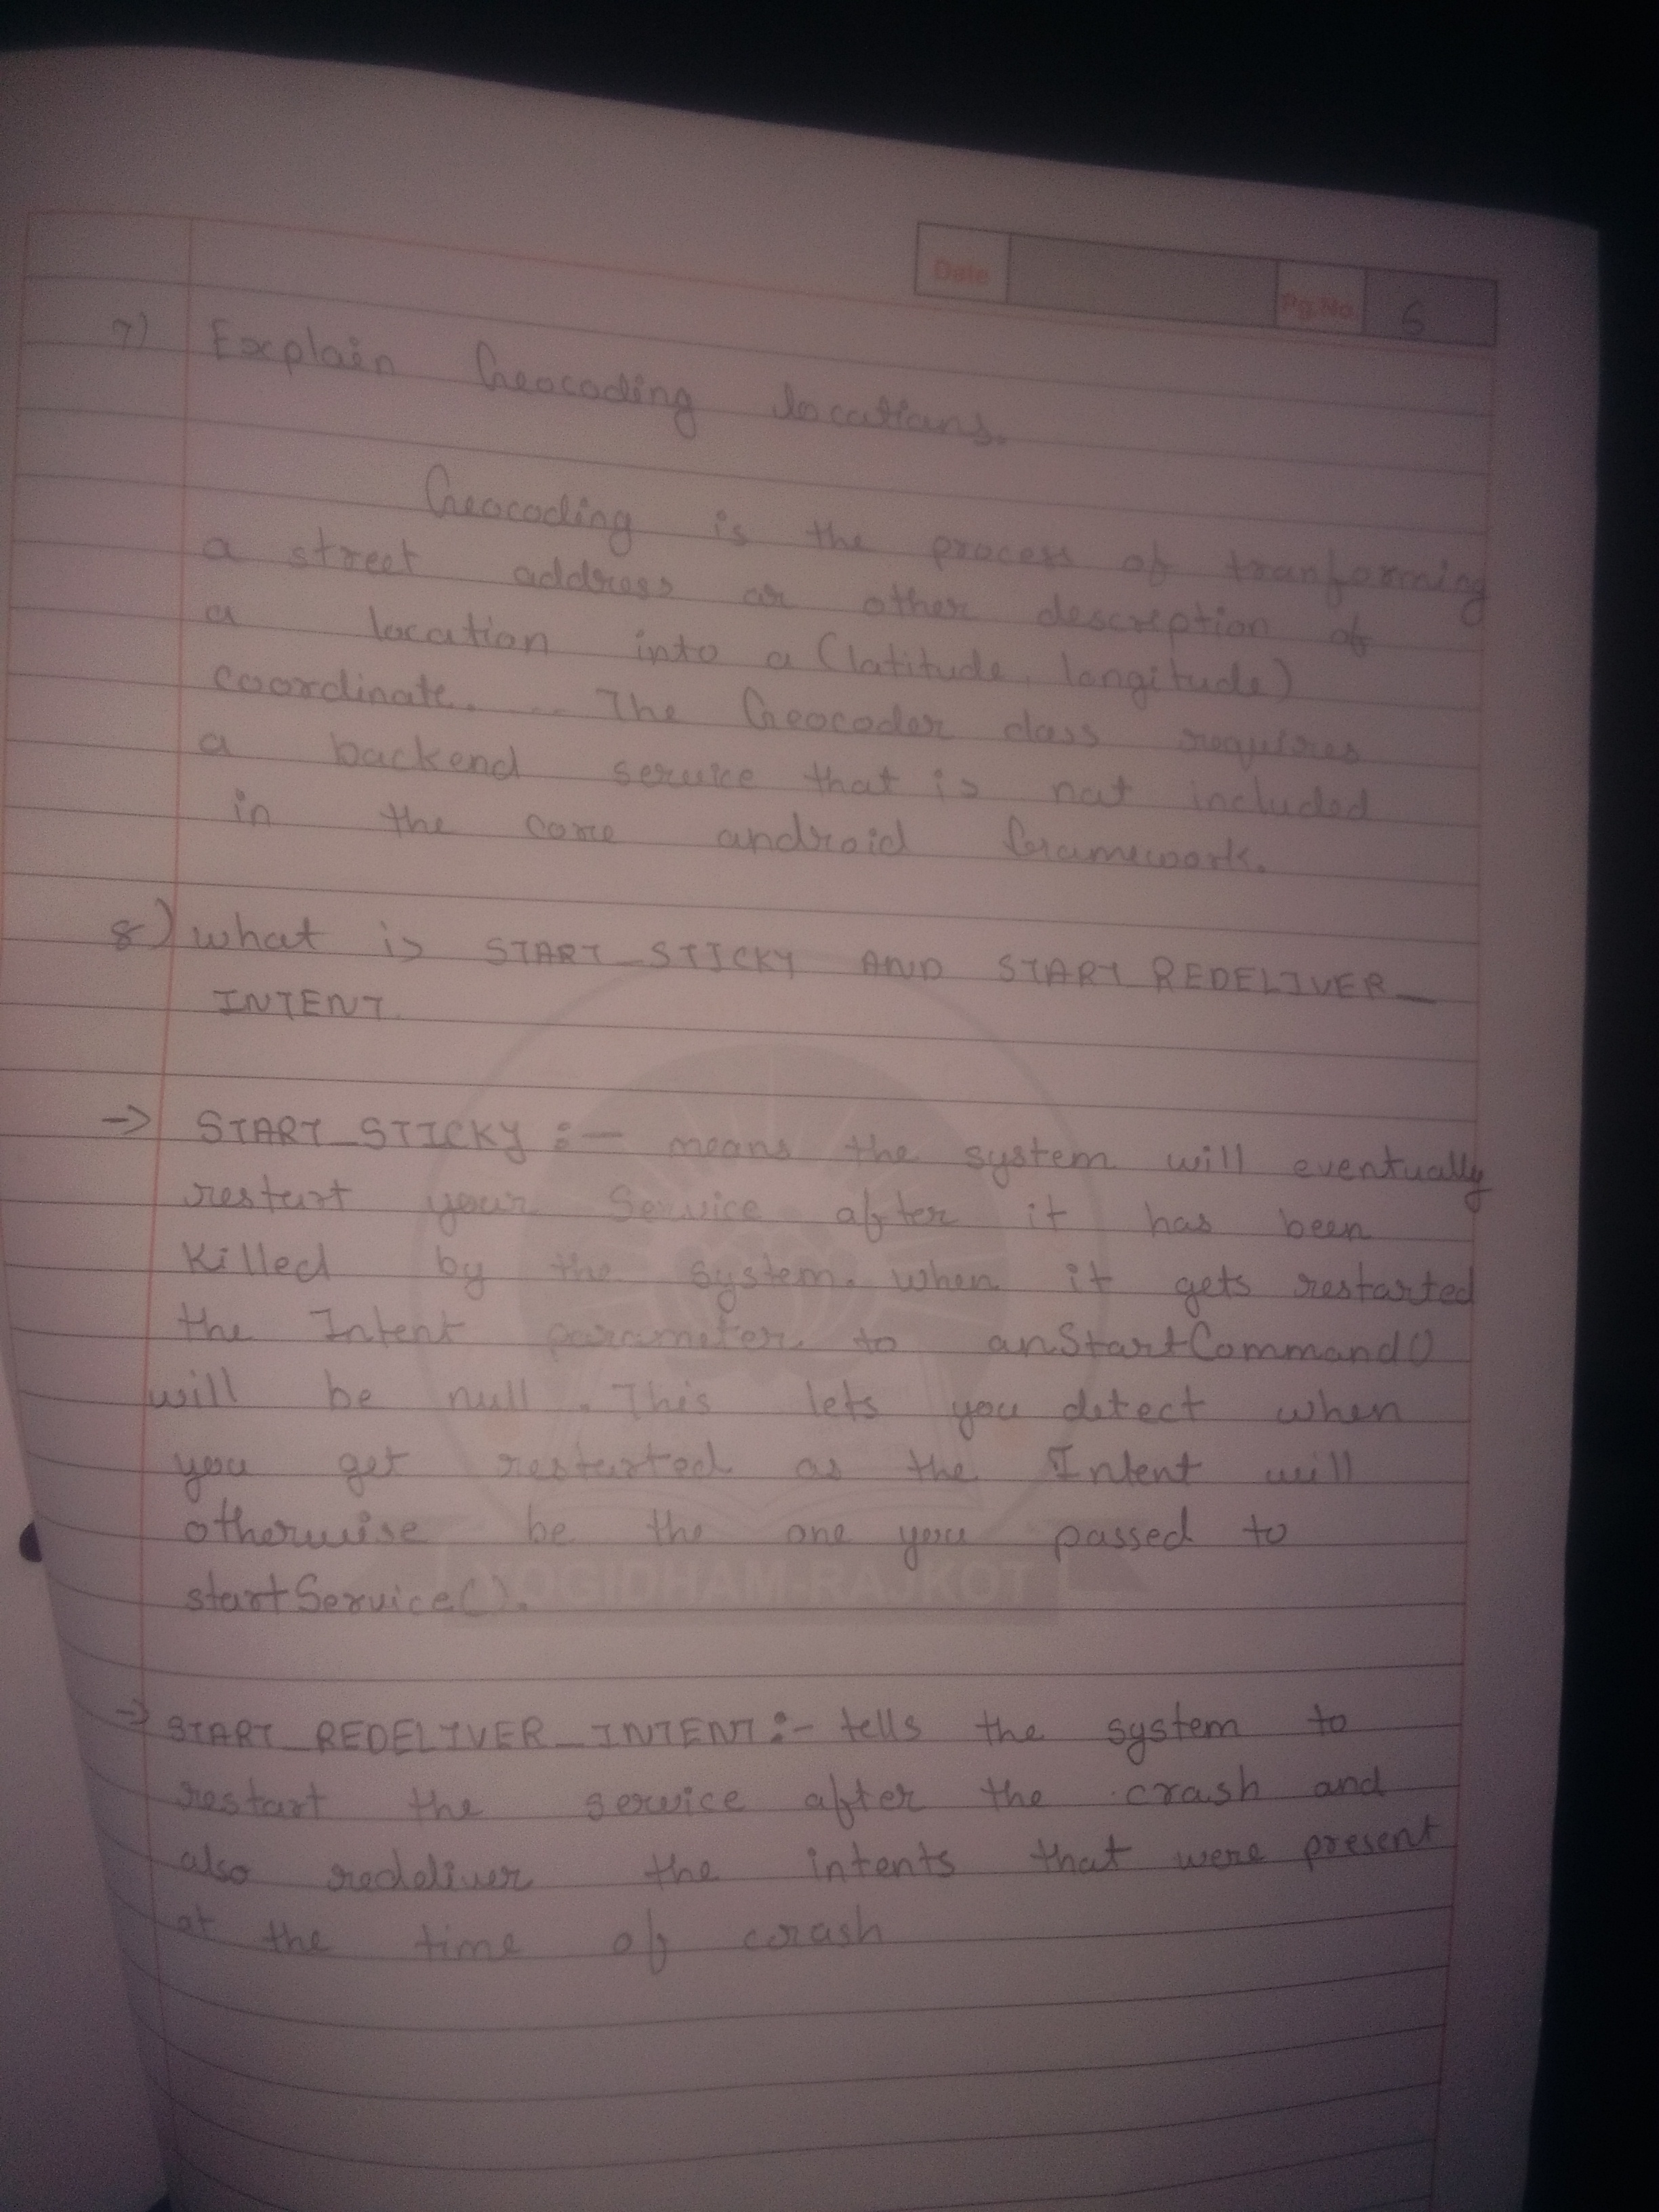 Date Pg.No. 6
7) Explain Geocoding locations.
Geocoding is the process of tranforming
a street address or other description of
a location into a (latitude, longitude)
coordinate. The Geocoder class requires
a backend service that is not included
in the core android framework.
8) what is START_STICKY AND START_REDELIVER_
INTENT.
-> START_STICKY :- means the system will eventually
restart your Service after it has been
killed by the system. when it gets restarted
the Intent parameter to onStartCommand()
will be null. This lets you detect when
you get restarted as the Intent will
otherwise be the one you passed to
startService().
YOGIDHAM-RAJKOT
-> START_REDELIVER_INTENT :- tells the system to
restart the service after the crash and
also redeliver the intents that were present
at the time of crash